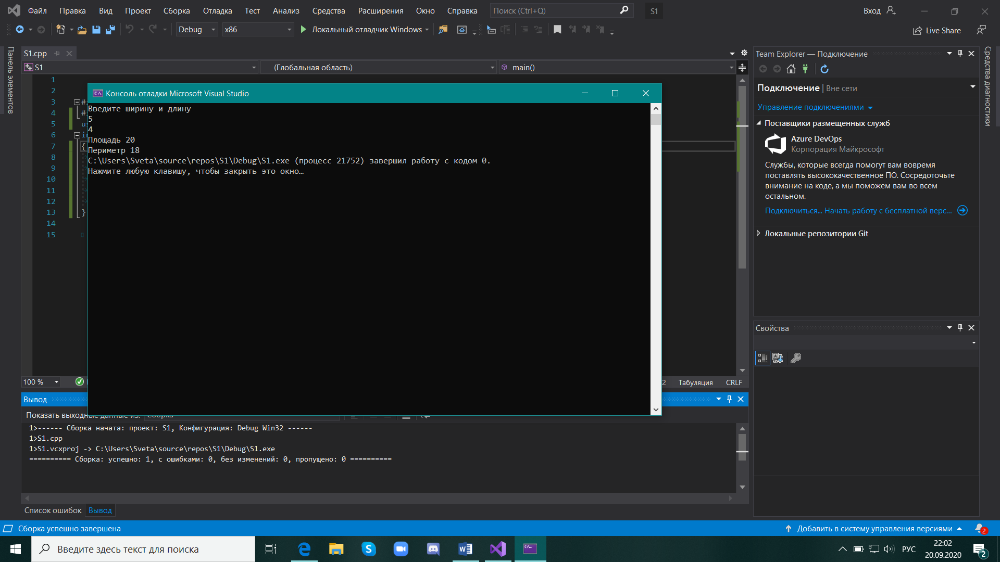 Файл Правка Вид Проект Сборка Отладка Тест Анализ Средства Расширения Окно Справка Поиск (Ctrl+Q) S1 Вход
Debug x86 Локальный отладчик Windows Live Share
Панель элементов
S1.cpp
S1 (Глобальная область) main()
1
2
3 #
4 #
5 us
6 in
7 {
8
9
10
11
12
13 }
14
15
Консоль отладки Microsoft Visual Studio
Введите ширину и длину
5
4
Площадь 20
Периметр 18
C:\Users\Sveta\source\repos\S1\Debug\S1.exe (процесс 21752) завершил работу с кодом 0.
Нажмите любую клавишу, чтобы закрыть это окно…
100 % 2 Табуляция CRLF
Вывод
Показать выходные данные из: Сборка
1>------ Сборка начата: проект: S1, Конфигурация: Debug Win32 ------
1>S1.cpp
1>S1.vcxproj -> C:\Users\Sveta\source\repos\S1\Debug\S1.exe
========== Сборка: успешно: 1, с ошибками: 0, без изменений: 0, пропущено: 0 ==========
Список ошибок Вывод
Team Explorer — Подключение
Подключение | Вне сети
Управление подключениями
Поставщики размещенных служб
Azure DevOps
Корпорация Майкрософт
Службы, которые всегда помогут вам вовремя
поставлять высококачественное ПО. Сосредоточьте
внимание на коде, а мы поможем вам во всем
остальном.
Подключиться... Начать работу с бесплатной верс...
Локальные репозитории Git
Свойства
Средства диагностики
Сборка успешно завершена Добавить в систему управления версиями 2
Введите здесь текст для поиска РУС 22:02
20.09.2020 2